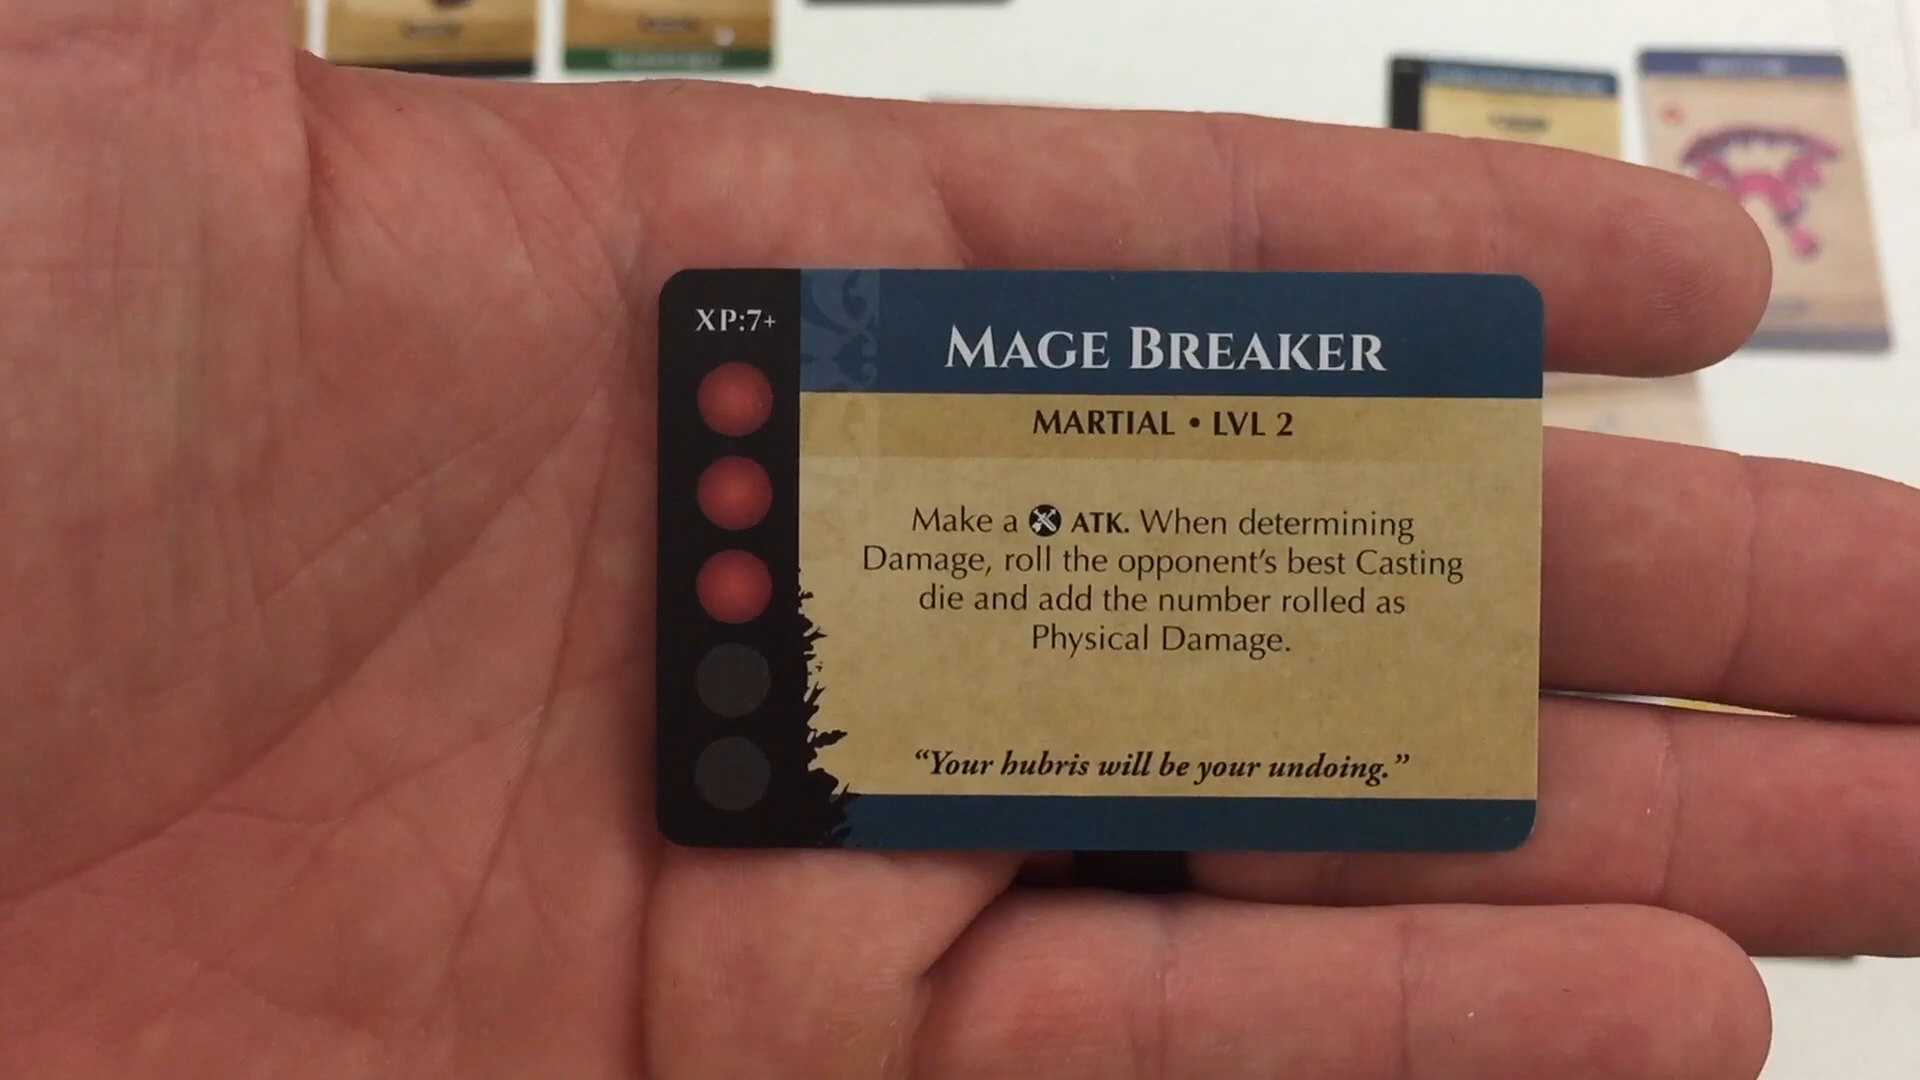 XP:7+
MAGE BREAKER
MARTIAL • LVL 2
Make a ATK. When determining
Damage, roll the opponent's best Casting
die and add the number rolled as
Physical Damage.
"Your hubris will be your undoing."